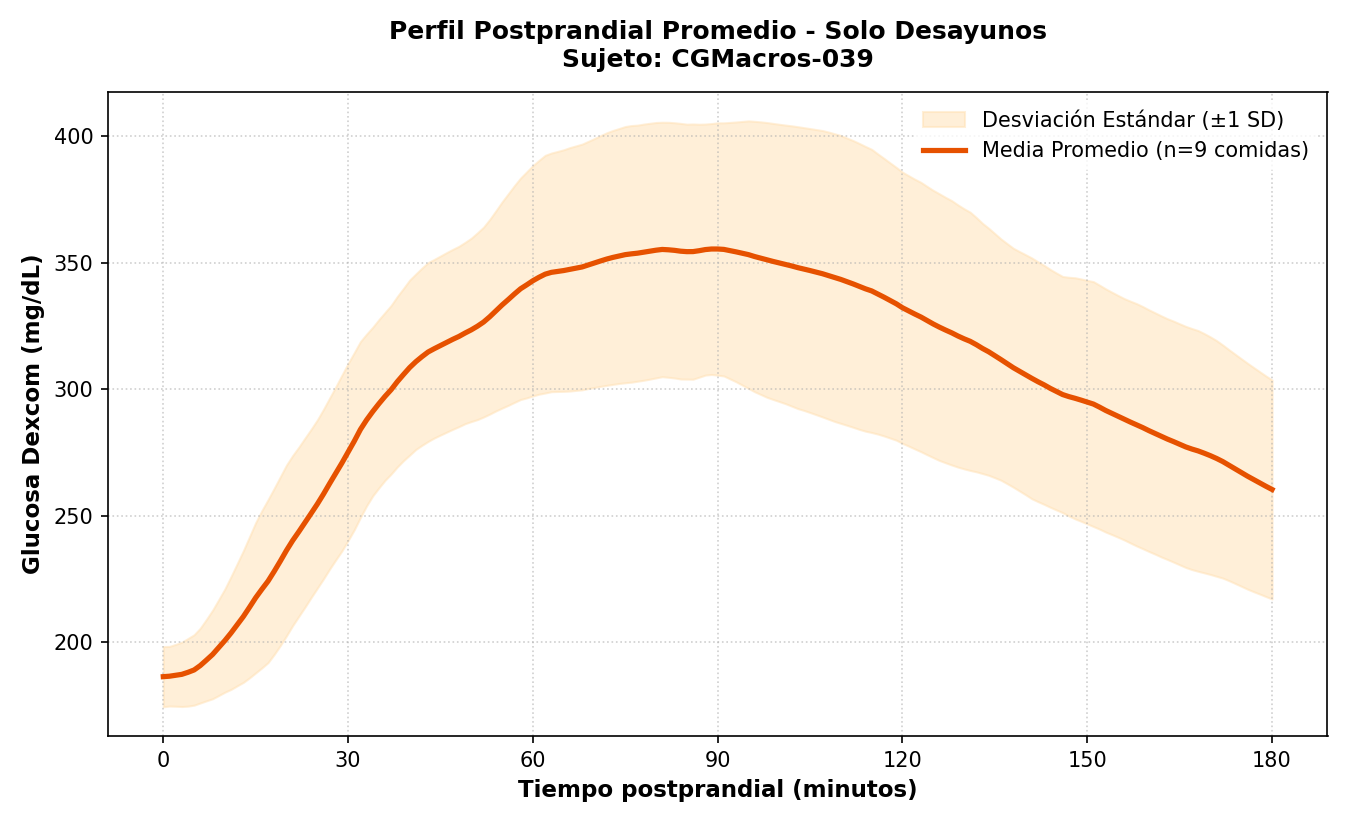 Perfil Postprandial Promedio - Solo Desayunos
Sujeto: CGMacros-039
Desviación Estándar (±1 SD)
Media Promedio (n=9 comidas)
Glucosa Dexcom (mg/dL)
400
350
300
250
200
0 30 60 90 120 150 180
Tiempo postprandial (minutos)